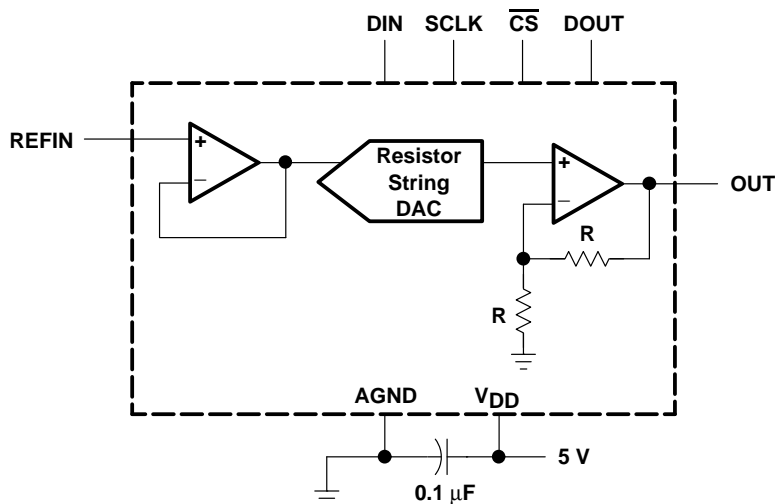 DIN SCLK CS DOUT
REFIN
+
−
Resistor
String
DAC
+
−
OUT
R
R
AGND VDD
5 V
0.1 μF